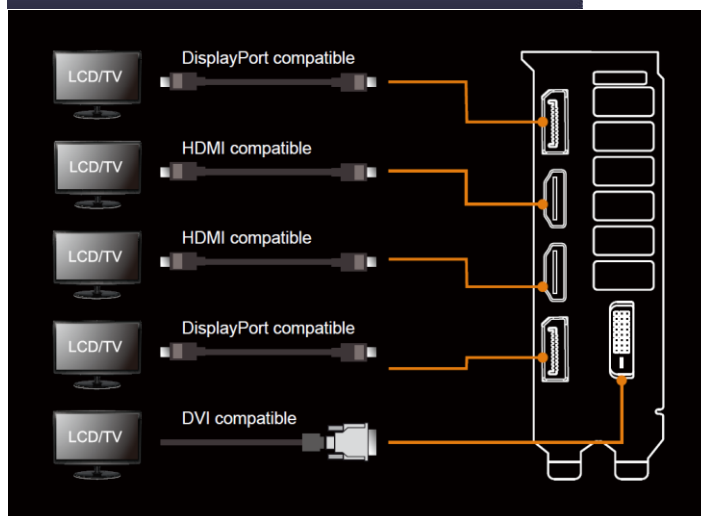 DisplayPort compatible
LCD/TV
HDMI compatible
LCD/TV
HDMI compatible
LCD/TV
DisplayPort compatible
LCD/TV
DVI compatible
LCD/TV